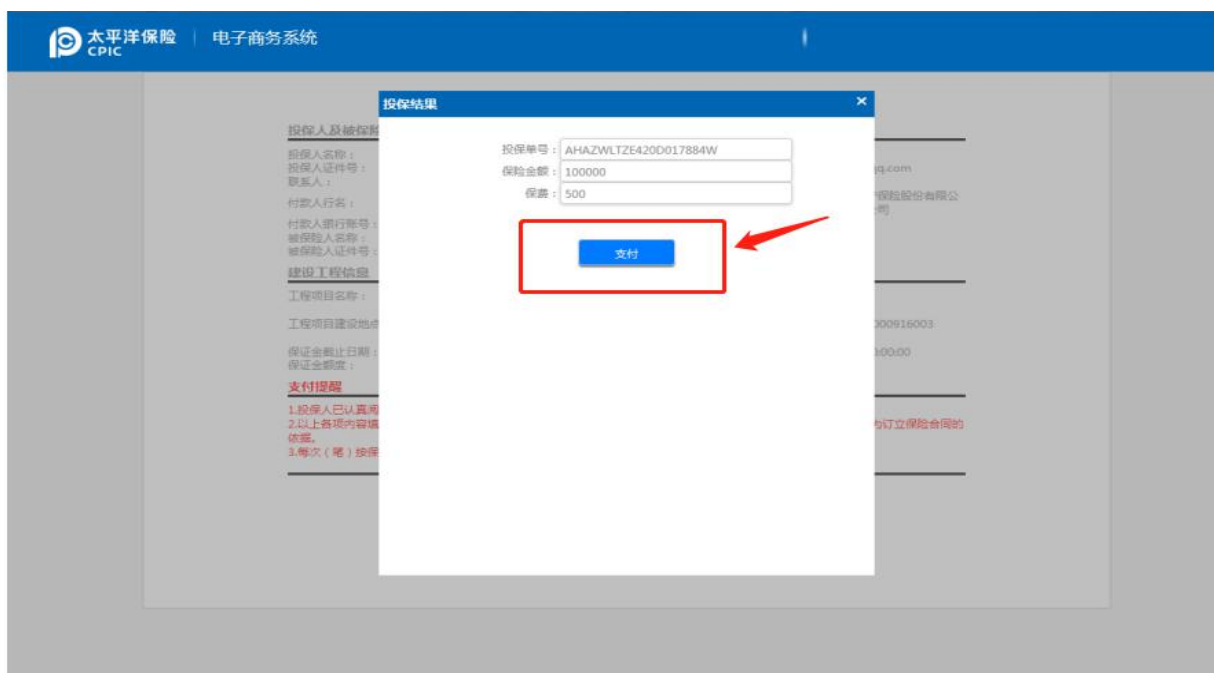 太平洋保险
CPIC
电子商务系统
投保结果
×
投保单号：AHAZWLTZE420D017884W
保险金额：100000
保费：500
支付
投保人及被保险
投保人名称：
投保人证件号：
联系人：
qq.com
付款人行名：
保险股份有限公
司
付款人银行账号：
被保险人名称：
被保险人证件号：
建设工程信息
工程项目名称：
工程项目建设地点
000916003
保证金截止日期：
0:00:00
保证金额度：
支付提醒
1.投保人已认真阅
2.以上各项内容填
为订立保险合同的
依据。
3.每次（笔）投保